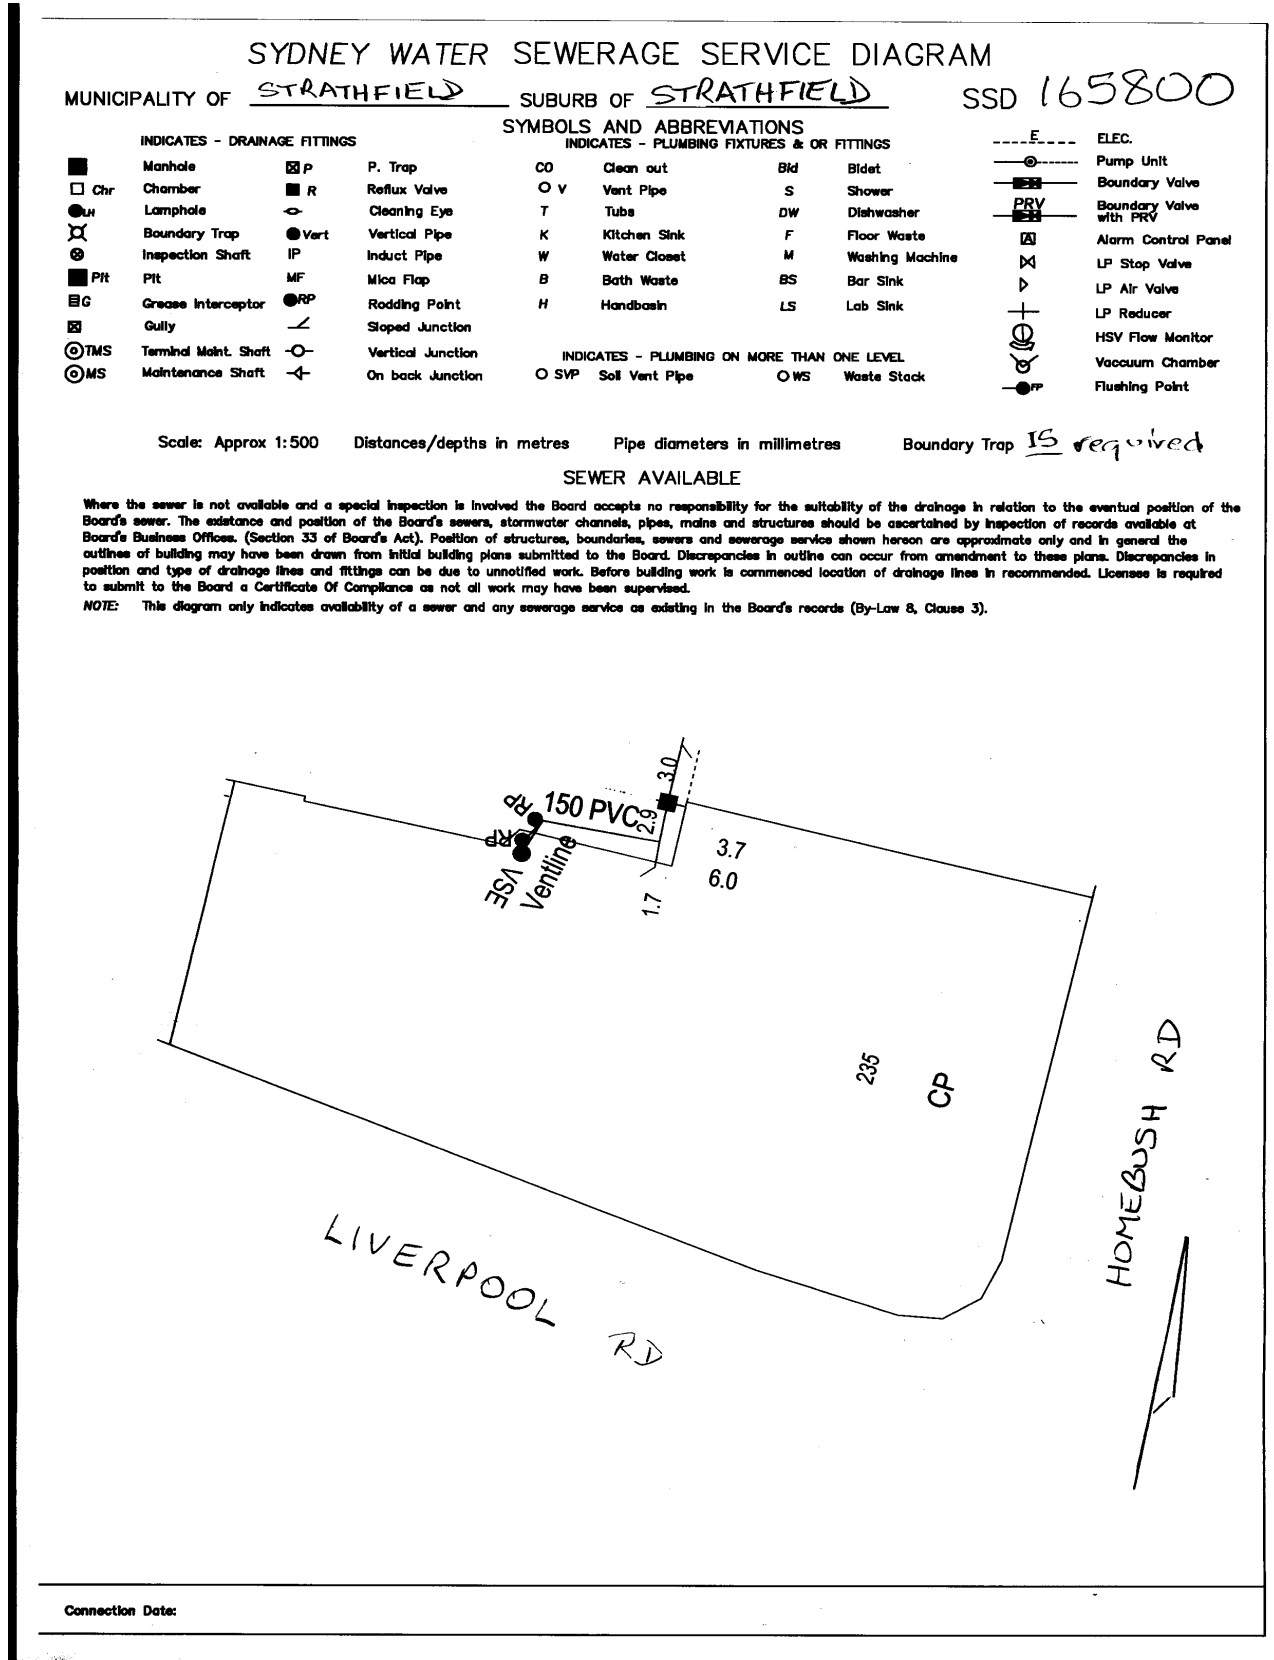 SYDNEY WATER SEWERAGE SERVICE DIAGRAM
MUNICIPALITY OF STRATHFIELD SUBURB OF STRATHFIELD SSD 165800
SYMBOLS AND ABBREVIATIONS
INDICATES - DRAINAGE FITTINGS INDICATES - PLUMBING FIXTURES & OR FITTINGS E ELEC.
Manhole P P. Trap CO Clean out Bid Bidet Pump Unit
Chr Chamber R Reflux Valve V Vent Pipe S Shower Boundary Valve
LH Lamphole Cleaning Eye T Tubs DW Dishwasher PRV Boundary Valve with PRV
Boundary Trap Vert Vertical Pipe K Kitchen Sink F Floor Waste A Alarm Control Panel
Inspection Shaft IP Induct Pipe W Water Closet M Washing Machine LP Stop Valve
Pit Pit MF Mica Flap B Bath Waste BS Bar Sink LP Air Valve
G Grease Interceptor RP Rodding Point H Handbasin LS Lab Sink LP Reducer
Gully Sloped Junction HSV Flow Monitor
TMS Terminal Maint. Shaft Vertical Junction INDICATES - PLUMBING ON MORE THAN ONE LEVEL Vaccuum Chamber
MS Maintenance Shaft On back Junction SVP Soil Vent Pipe WS Waste Stack FP Flushing Point
Scale: Approx 1:500 Distances/depths in metres Pipe diameters in millimetres Boundary Trap IS required
SEWER AVAILABLE
Where the sewer is not available and a special inspection is involved the Board accepts no responsibility for the suitability of the drainage in relation to the eventual position of the
Board's sewer. The existance and position of the Board's sewers, stormwater channels, pipes, mains and structures should be ascertained by inspection of records available at
Board's Business Offices. (Section 33 of Board's Act). Position of structures, boundaries, sewers and sewerage service shown hereon are approximate only and in general the
outlines of building may have been drawn from initial building plans submitted to the Board. Discrepancies in outline can occur from amendment to these plans. Discrepancies in
position and type of drainage lines and fittings can be due to unnotified work. Before building work is commenced location of drainage lines in recommended. Licensee is required
to submit to the Board a Certificate Of Compliance as not all work may have been supervised.
NOTE: This diagram only indicates availability of a sewer and any sewerage service as existing in the Board's records (By-Law 8, Clause 3).
3.0
RP 150 PVC 2.9
RP
3.7
6.0
VSE
Ventline
1.7
235
CP
HOMEBUSH RD
LIVERPOOL RD
Connection Date: